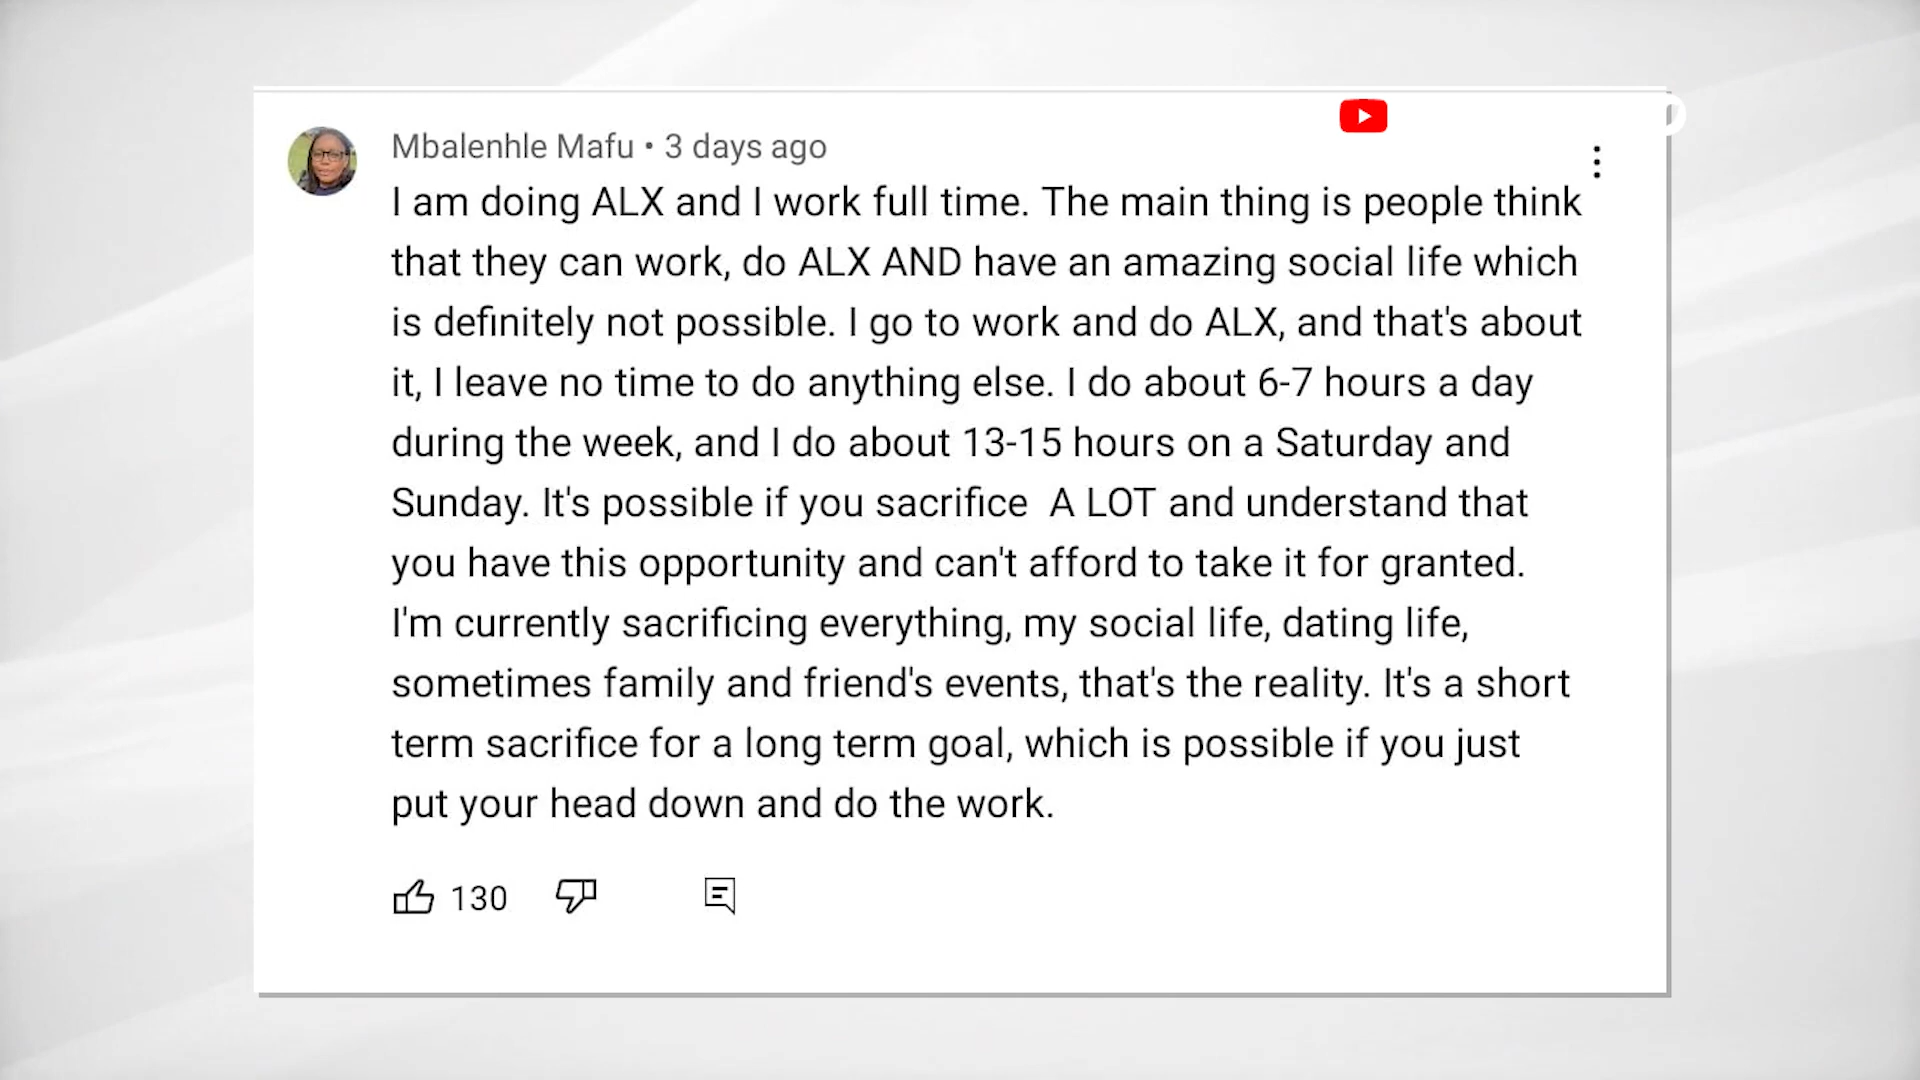 Mbalenhle Mafu • 3 days ago
I am doing ALX and I work full time. The main thing is people think
that they can work, do ALX AND have an amazing social life which
is definitely not possible. I go to work and do ALX, and that's about
it, I leave no time to do anything else. I do about 6-7 hours a day
during the week, and I do about 13-15 hours on a Saturday and
Sunday. It's possible if you sacrifice  A LOT and understand that
you have this opportunity and can't afford to take it for granted.
I'm currently sacrificing everything, my social life, dating life,
sometimes family and friend's events, that's the reality. It's a short
term sacrifice for a long term goal, which is possible if you just
put your head down and do the work.
130